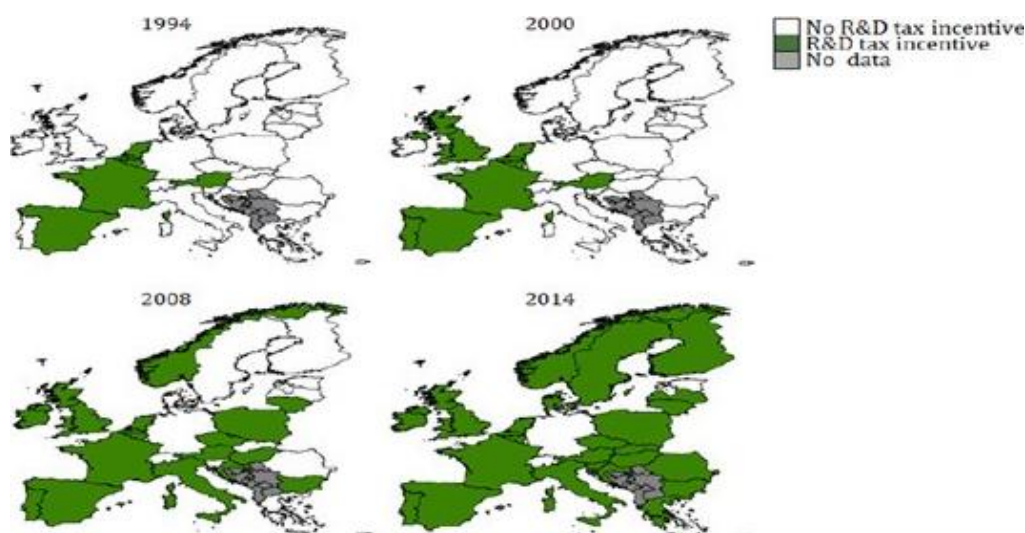 1994
2000
No R&D tax incentive
R&D tax incentive
No data
2008
2014